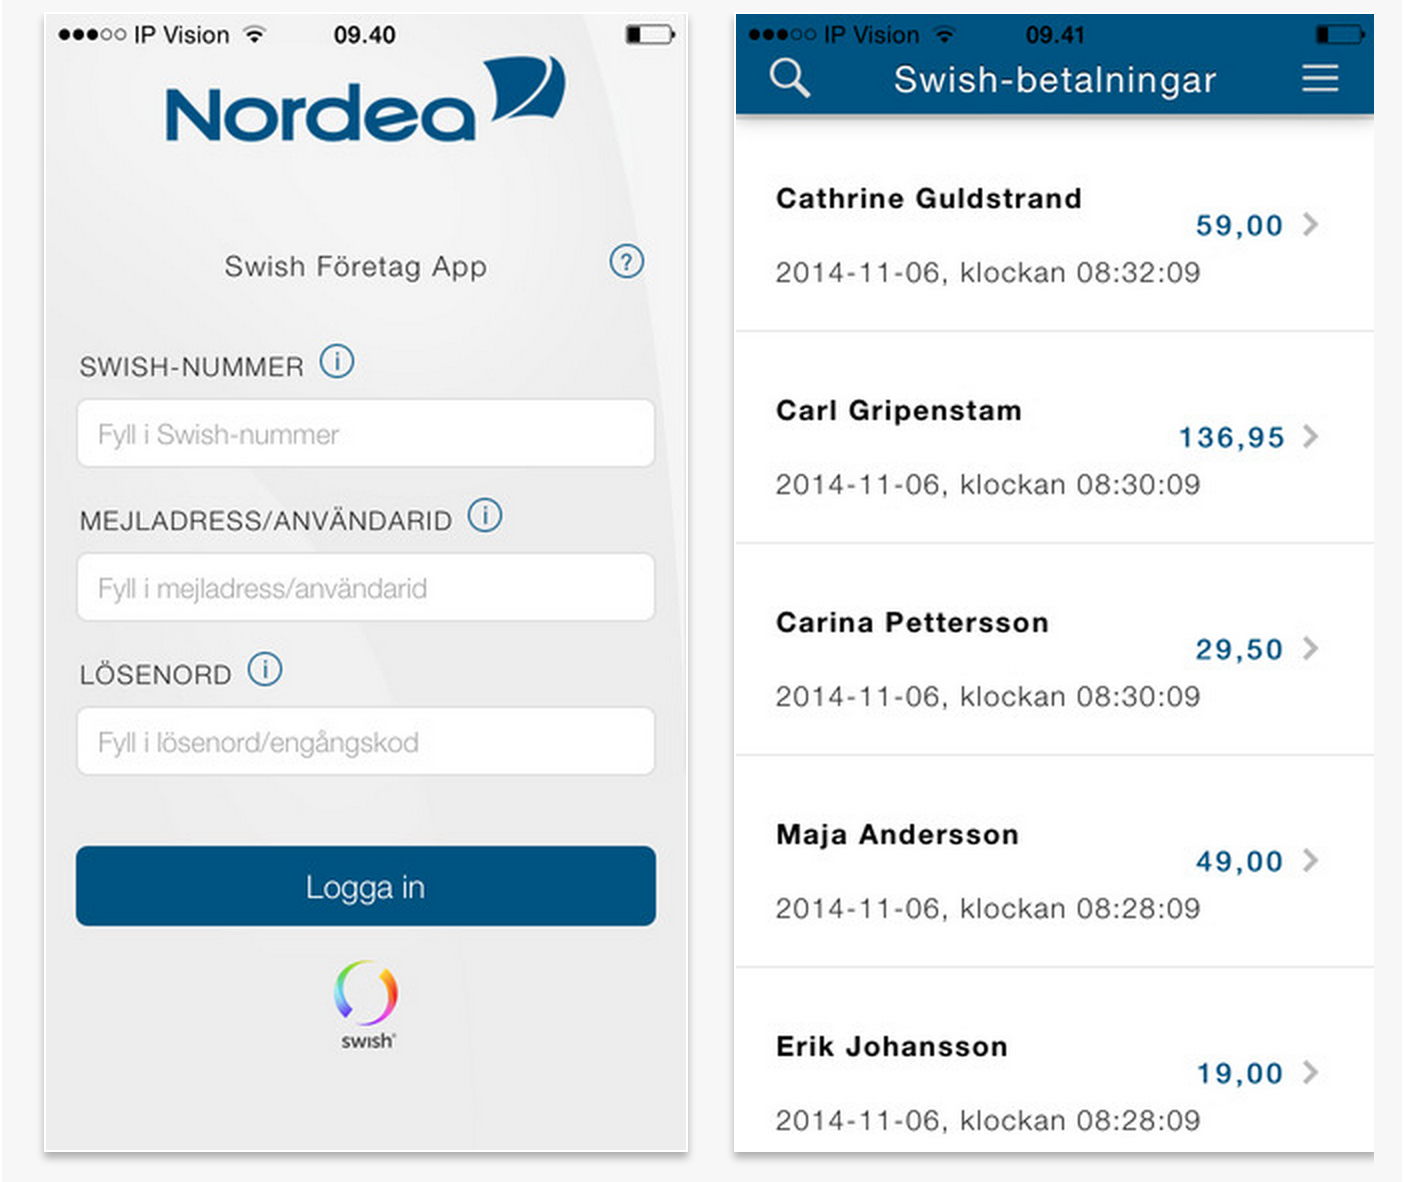 IP Vision 09.40
Nordea
Swish Företag App ?
SWISH-NUMMER i
Fyll i Swish-nummer
MEJLADRESS/ANVÄNDARID i
Fyll i mejladress/användarid
LÖSENORD i
Fyll i lösenord/engångskod
Logga in
swish®
IP Vision 09.41
Swish-betalningar
Cathrine Guldstrand
59,00
2014-11-06, klockan 08:32:09
Carl Gripenstam
136,95
2014-11-06, klockan 08:30:09
Carina Pettersson
29,50
2014-11-06, klockan 08:30:09
Maja Andersson
49,00
2014-11-06, klockan 08:28:09
Erik Johansson
19,00
2014-11-06, klockan 08:28:09